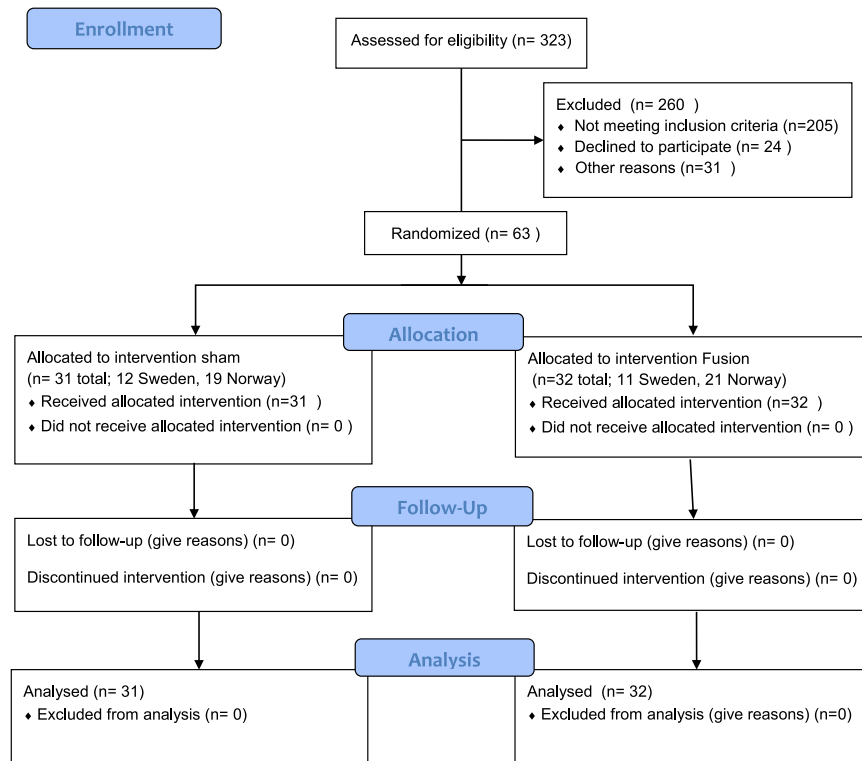 Enrollment
Assessed for eligibility (n= 323)
Excluded (n= 260 )
♦ Not meeting inclusion criteria (n=205)
♦ Declined to participate (n= 24 )
♦ Other reasons (n=31 )
Randomized (n= 63 )
Allocation
Allocated to intervention sham
(n= 31 total; 12 Sweden, 19 Norway)
♦ Received allocated intervention (n=31 )
♦ Did not receive allocated intervention (n= 0 )
Allocated to intervention Fusion
(n=32 total; 11 Sweden, 21 Norway)
♦ Received allocated intervention (n=32 )
♦ Did not receive allocated intervention (n= 0 )
Follow-Up
Lost to follow-up (give reasons) (n= 0)
Discontinued intervention (give reasons) (n= 0)
Lost to follow-up (give reasons) (n= 0)
Discontinued intervention (give reasons) (n= 0)
Analysis
Analysed (n= 31)
♦ Excluded from analysis (n= 0)
Analysed (n= 32)
♦ Excluded from analysis (give reasons) (n=0)